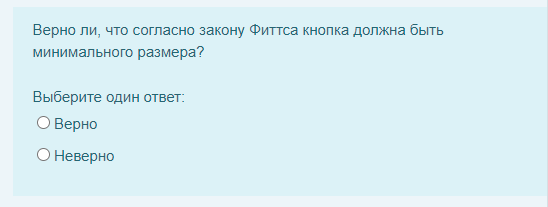 Верно ли, что согласно закону Фиттса кнопка должна быть
минимального размера?
Выберите один ответ:
Верно
Неверно